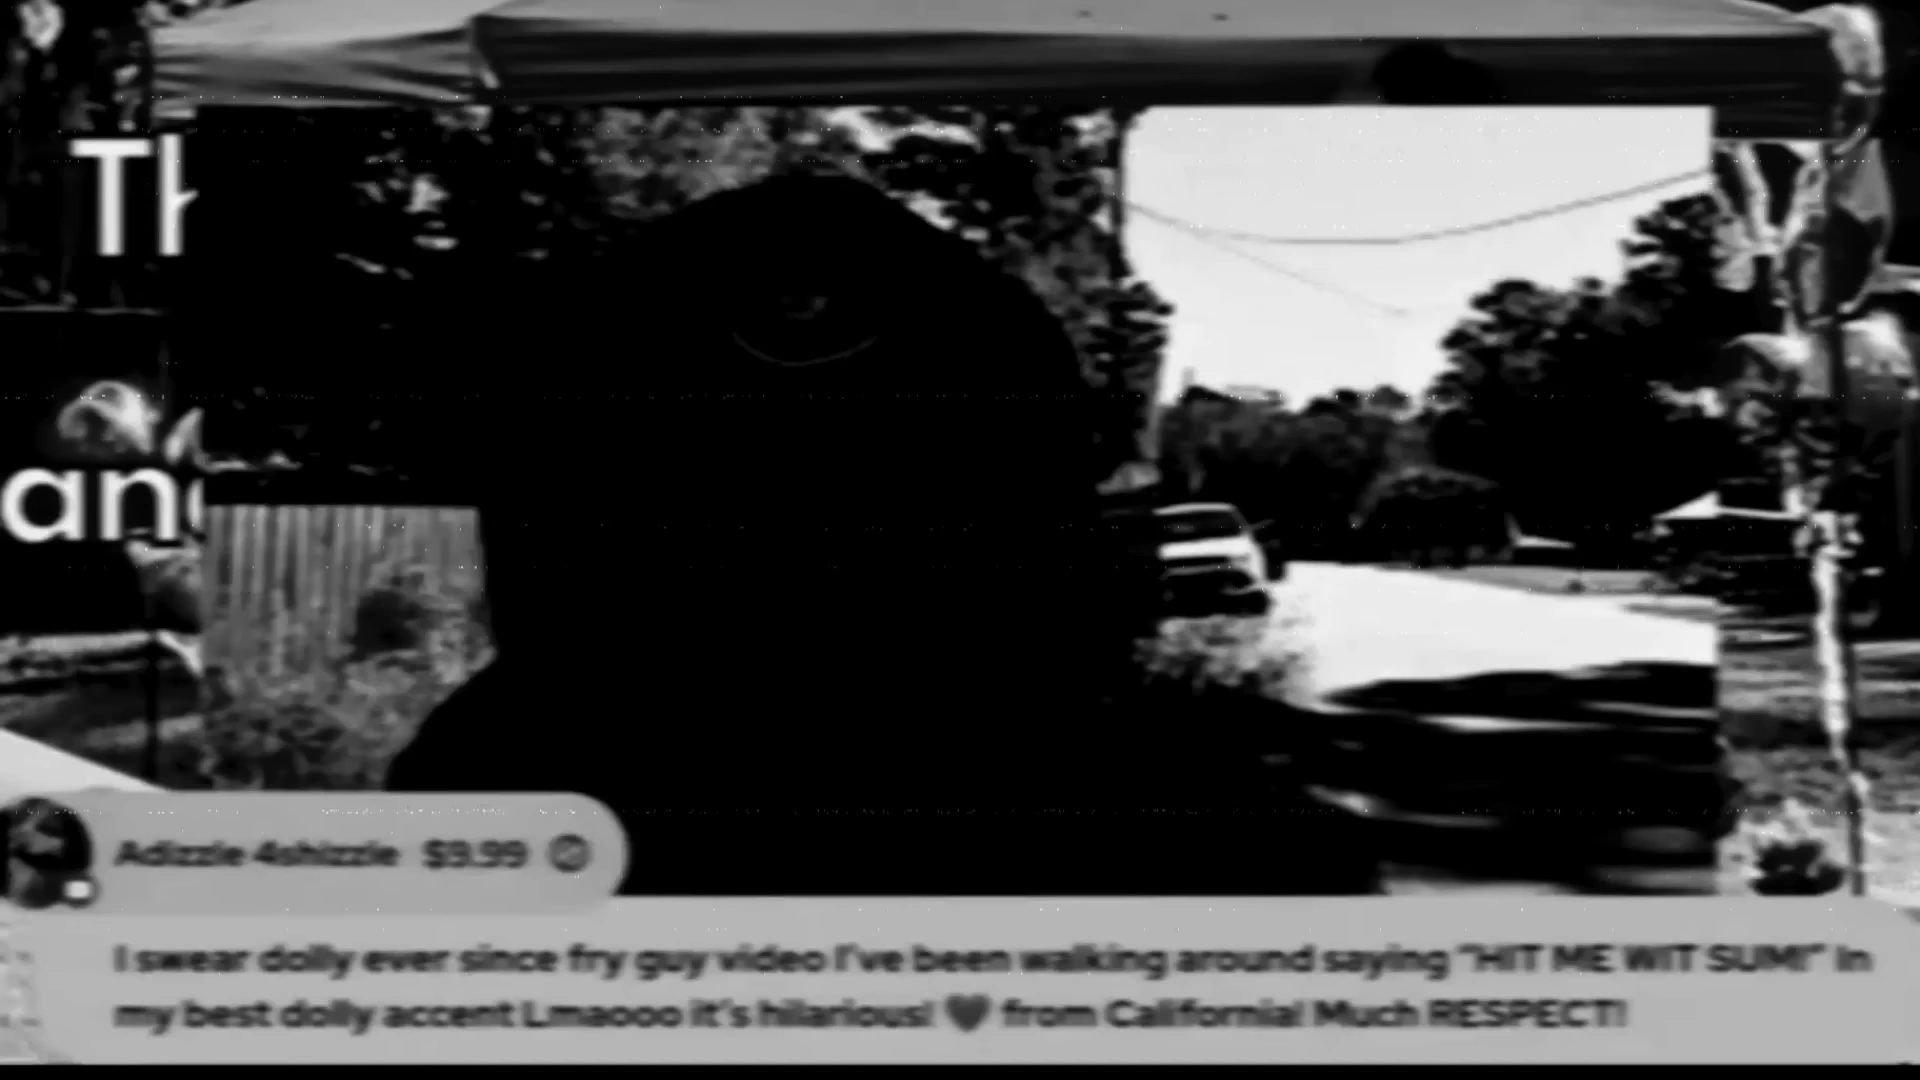 Th
and
Adizzle 4shizzle $9.99
I swear dolly ever since fry guy video I've been walking around saying "HIT ME WIT SUM!" In
my best dolly accent Lmaooo it's hilarious! 🖤 from California! Much RESPECT!